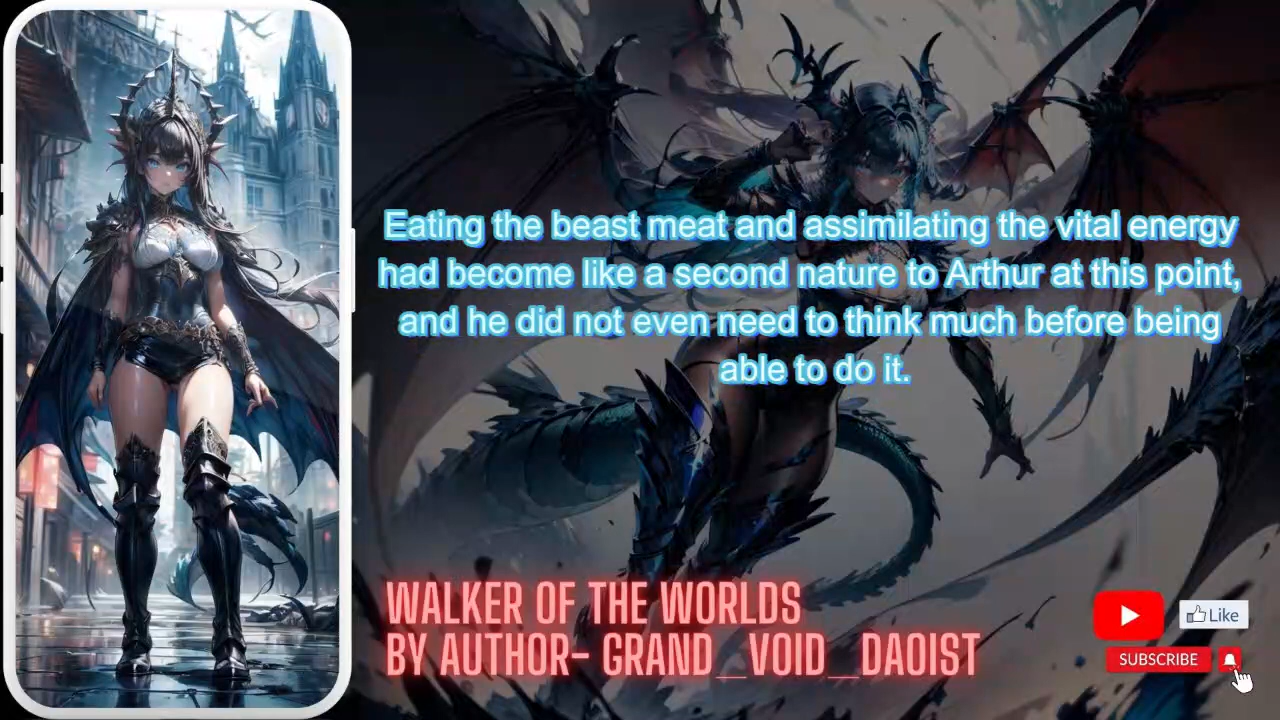 Eating the beast meat and assimilating the vital energy
had become like a second nature to Arthur at this point,
and he did not even need to think much before being
able to do it.
WALKER OF THE WORLDS
BY AUTHOR- GRAND_VOID_DAOIST
Like
SUBSCRIBE